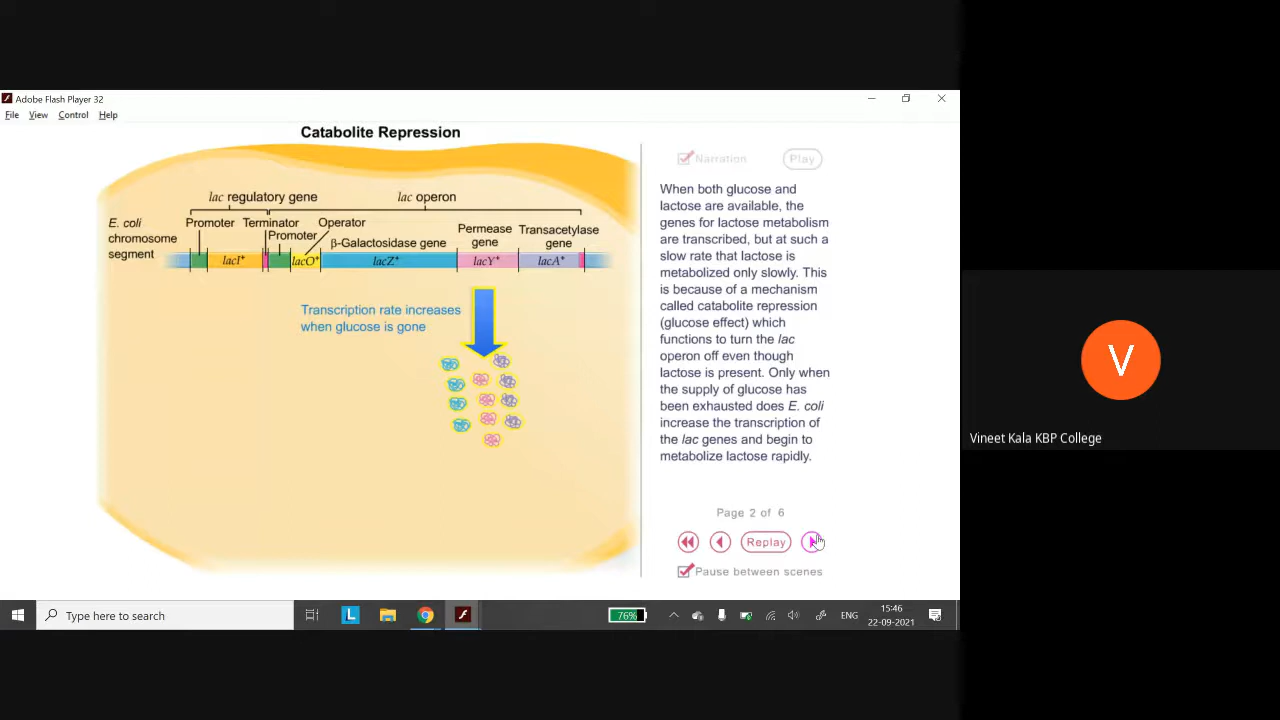 Adobe Flash Player 32
File View Control Help
Catabolite Repression
lac regulatory gene
lac operon
E. coli
chromosome
segment
Promoter
Terminator
Promoter
Operator
β-Galactosidase gene
Permease
gene
Transacetylase
gene
lacI⁺
lacO⁺
lacZ⁺
lacY⁺
lacA⁺
Transcription rate increases
when glucose is gone
Narration
Play
When both glucose and
lactose are available, the
genes for lactose metabolism
are transcribed, but at such a
slow rate that lactose is
metabolized only slowly. This
is because of a mechanism
called catabolite repression
(glucose effect) which
functions to turn the lac
operon off even though
lactose is present. Only when
the supply of glucose has
been exhausted does E. coli
increase the transcription of
the lac genes and begin to
metabolize lactose rapidly.
Page 2 of 6
Replay
Pause between scenes
V
Vineet Kala KBP College
Type here to search
L
76%
ENG
15:46
22-09-2021